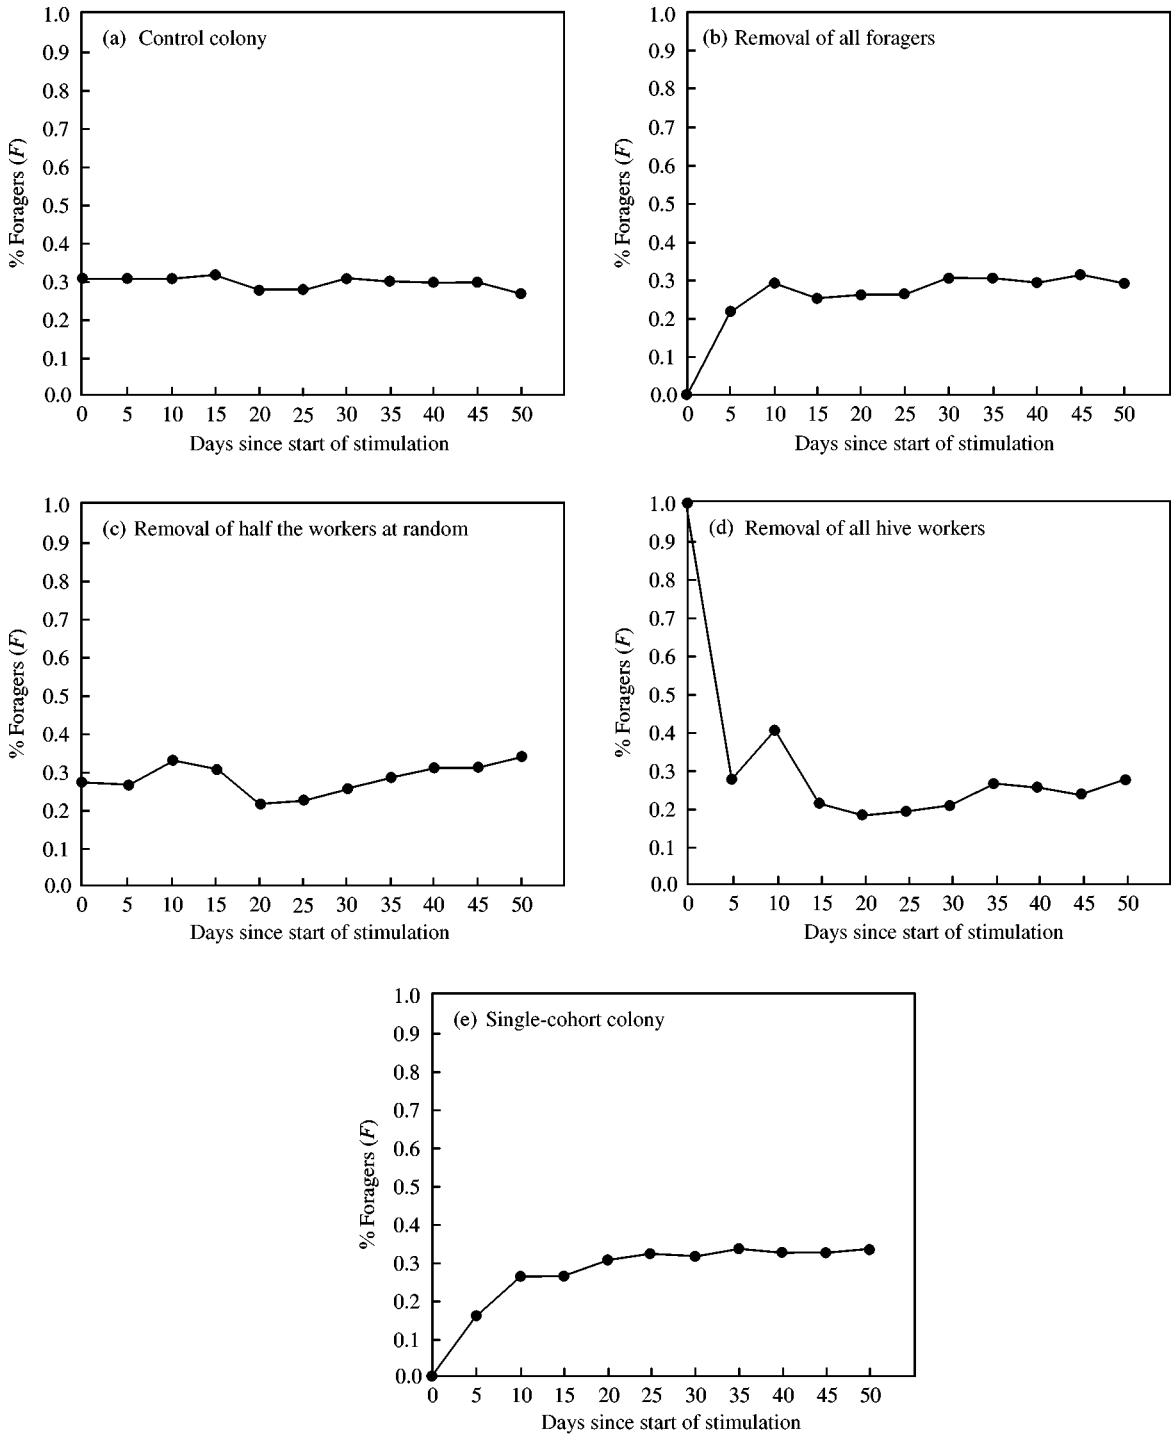 (a) Control colony
% Foragers (F)
1.0
0.9
0.8
0.7
0.6
0.5
0.4
0.3
0.2
0.1
0.0
0 5 10 15 20 25 30 35 40 45 50
Days since start of stimulation
(b) Removal of all foragers
% Foragers (F)
1.0
0.9
0.8
0.7
0.6
0.5
0.4
0.3
0.2
0.1
0.0
0 5 10 15 20 25 30 35 40 45 50
Days since start of stimulation
(c) Removal of half the workers at random
% Foragers (F)
1.0
0.9
0.8
0.7
0.6
0.5
0.4
0.3
0.2
0.1
0.0
0 5 10 15 20 25 30 35 40 45 50
Days since start of stimulation
(d) Removal of all hive workers
% Foragers (F)
1.0
0.9
0.8
0.7
0.6
0.5
0.4
0.3
0.2
0.1
0.0
0 5 10 15 20 25 30 35 40 45 50
Days since start of stimulation
(e) Single-cohort colony
% Foragers (F)
1.0
0.9
0.8
0.7
0.6
0.5
0.4
0.3
0.2
0.1
0.0
0 5 10 15 20 25 30 35 40 45 50
Days since start of stimulation